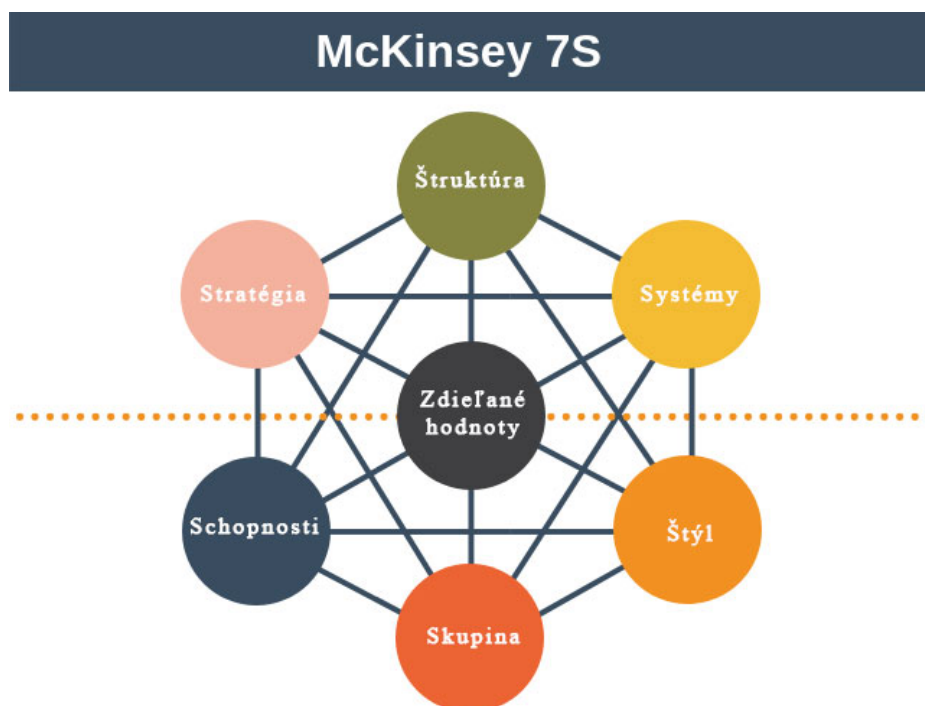 McKinsey 7S
Štruktúra
Stratégia
Systémy
Zdieľané
hodnoty
Schopnosti
Štýl
Skupina